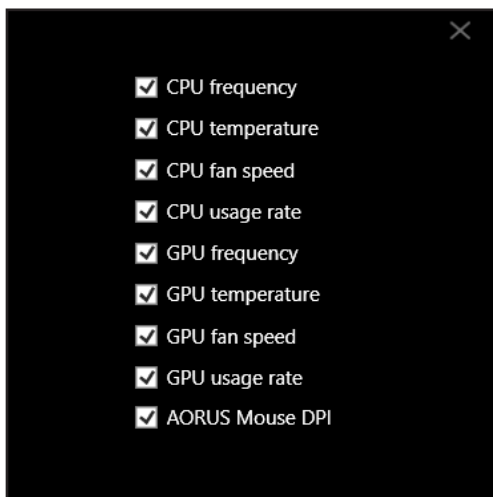 CPU frequency
CPU temperature
CPU fan speed
CPU usage rate
GPU frequency
GPU temperature
GPU fan speed
GPU usage rate
AORUS Mouse DPI